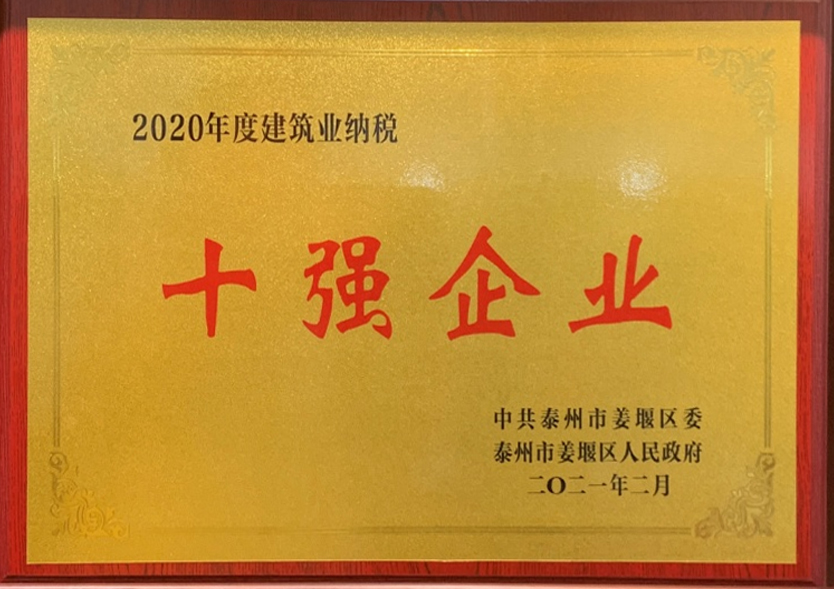 2020年度建筑业纳税
十强企业
中共泰州市姜堰区委
泰州市姜堰区人民政府
二〇二一年二月